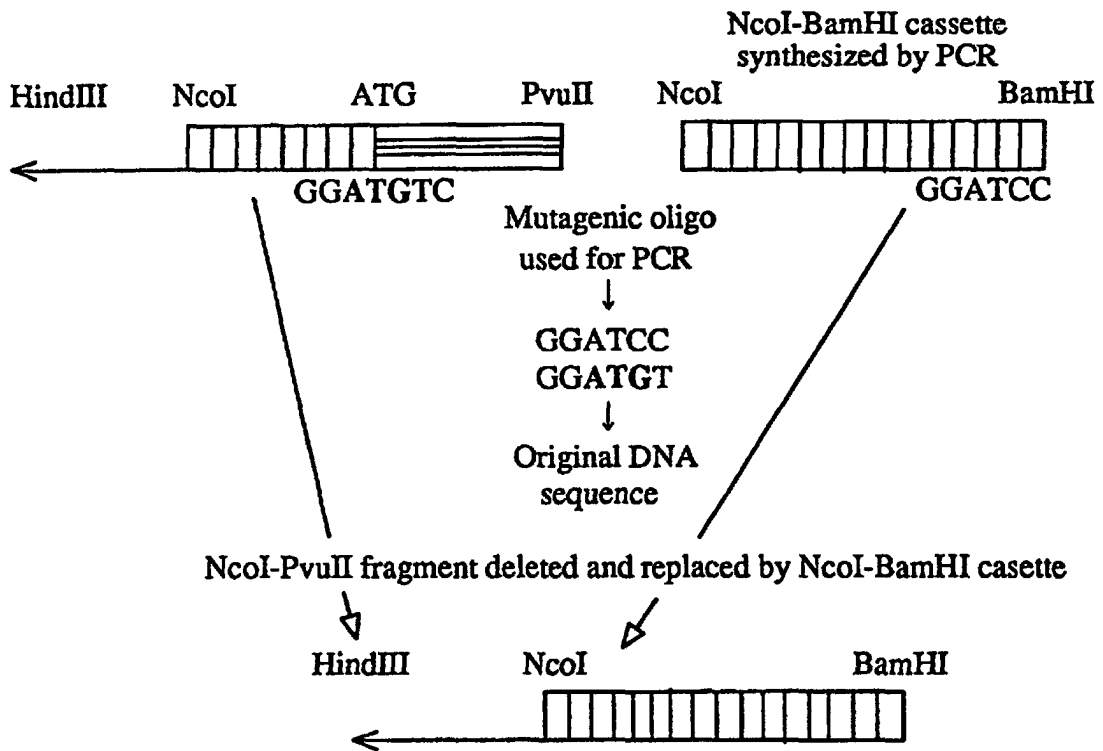 NcoI-BamHI cassette
synthesized by PCR
HindIII NcoI ATG PvuII NcoI BamHI
GGATGTC GGATCC
Mutagenic oligo
used for PCR
GGATCC
GGATGT
Original DNA
sequence
NcoI-PvuII fragment deleted and replaced by NcoI-BamHI casette
HindIII NcoI BamHI